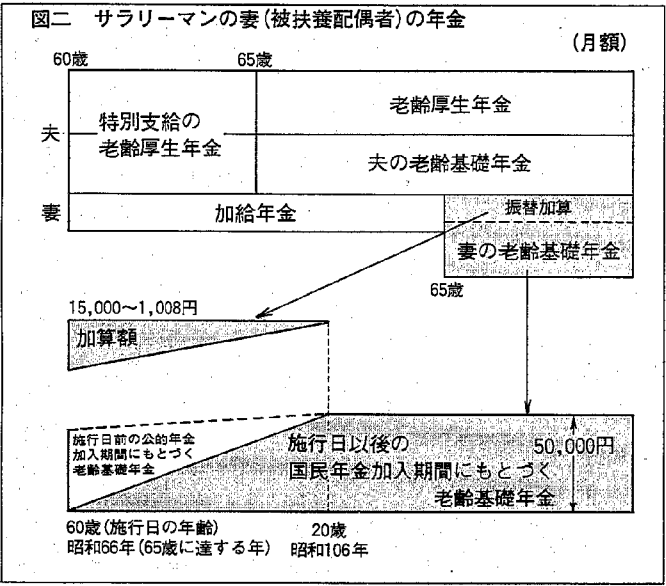 図二　サラリーマンの妻(被扶養配偶者)の年金
(月額)
60歳
65歳
夫
特別支給の
老齢厚生年金
老齢厚生年金
夫の老齢基礎年金
妻
加給年金
振替加算
妻の老齢基礎年金
65歳
15,000〜1,008円
加算額
施行日前の公的年金
加入期間にもとづく
老齢基礎年金
施行日以後の
国民年金加入期間にもとづく
老齢基礎年金
50,000円
60歳(施行日の年齢)
昭和66年(65歳に達する年)
20歳
昭和106年